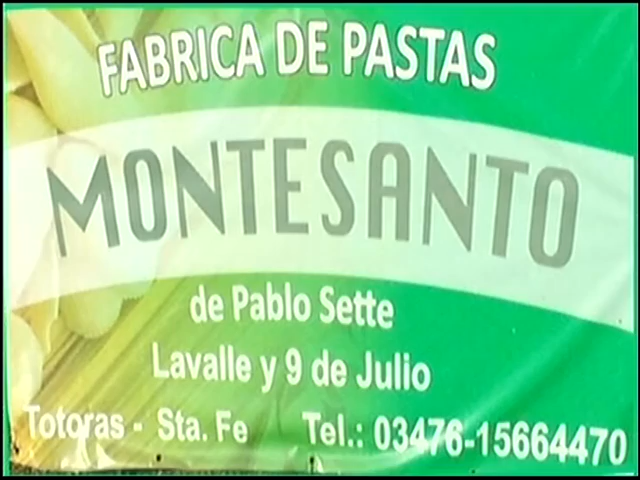 FABRICA DE PASTAS
MONTESANTO
de Pablo Sette
Lavalle y 9 de Julio
Totoras - Sta. Fe Tel.: 03476-15664470